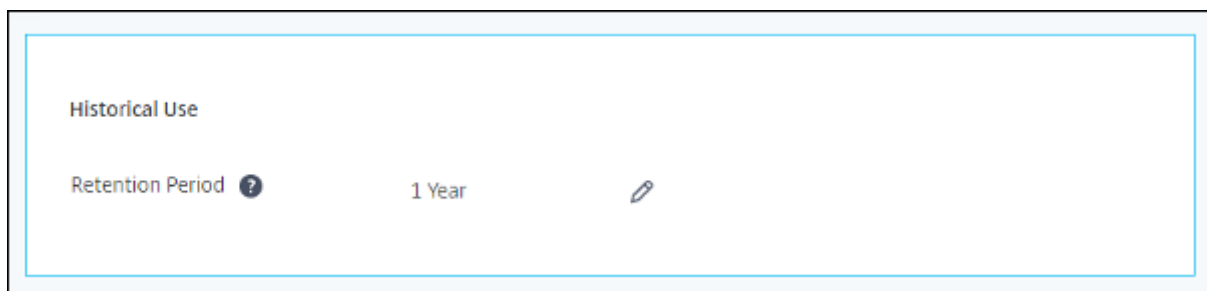 Historical Use
Retention Period ? 1 Year